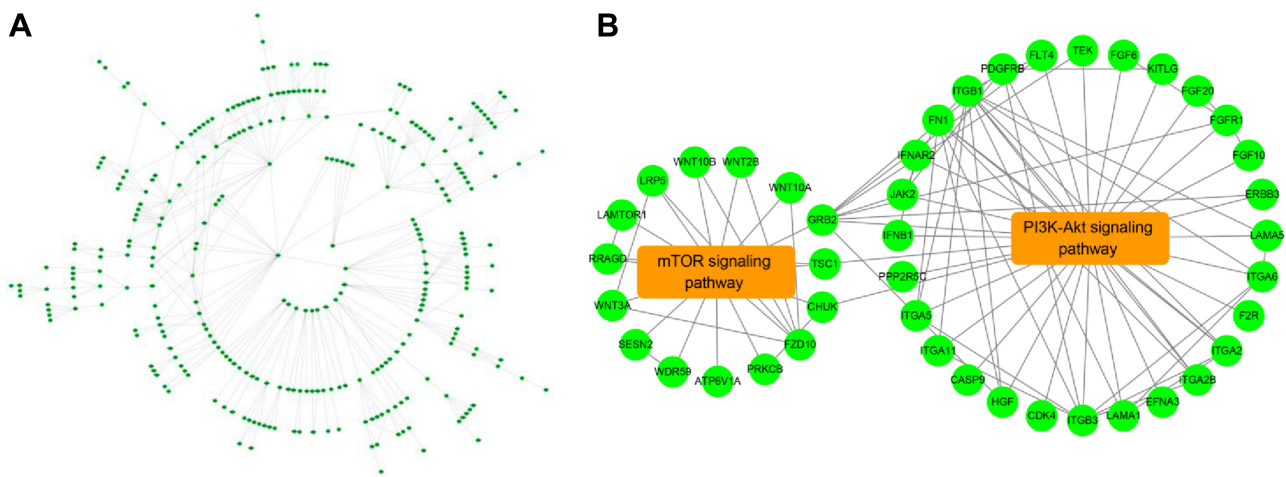 A
B
WNT10B
WNT2B
LRP5
WNT10A
LAMTOR1
GRB2
RRAGD
mTOR signaling
pathway
TSC1
WNT3A
CHUK
SESN2
FZD10
WDR59
ATP6V1A
PRKCB
FLT4
TEK
FGF6
PDGFRB
KITLG
ITGB1
FGF20
FN1
FGFR1
IFNAR2
FGF10
JAK2
ERBB3
IFNB1
PI3K-Akt signaling
pathway
LAMA5
PPP2R5C
ITGA6
ITGA5
F2R
ITGA11
ITGA2
CASP9
ITGA2B
HGF
EFNA3
CDK4
ITGB3
LAMA1